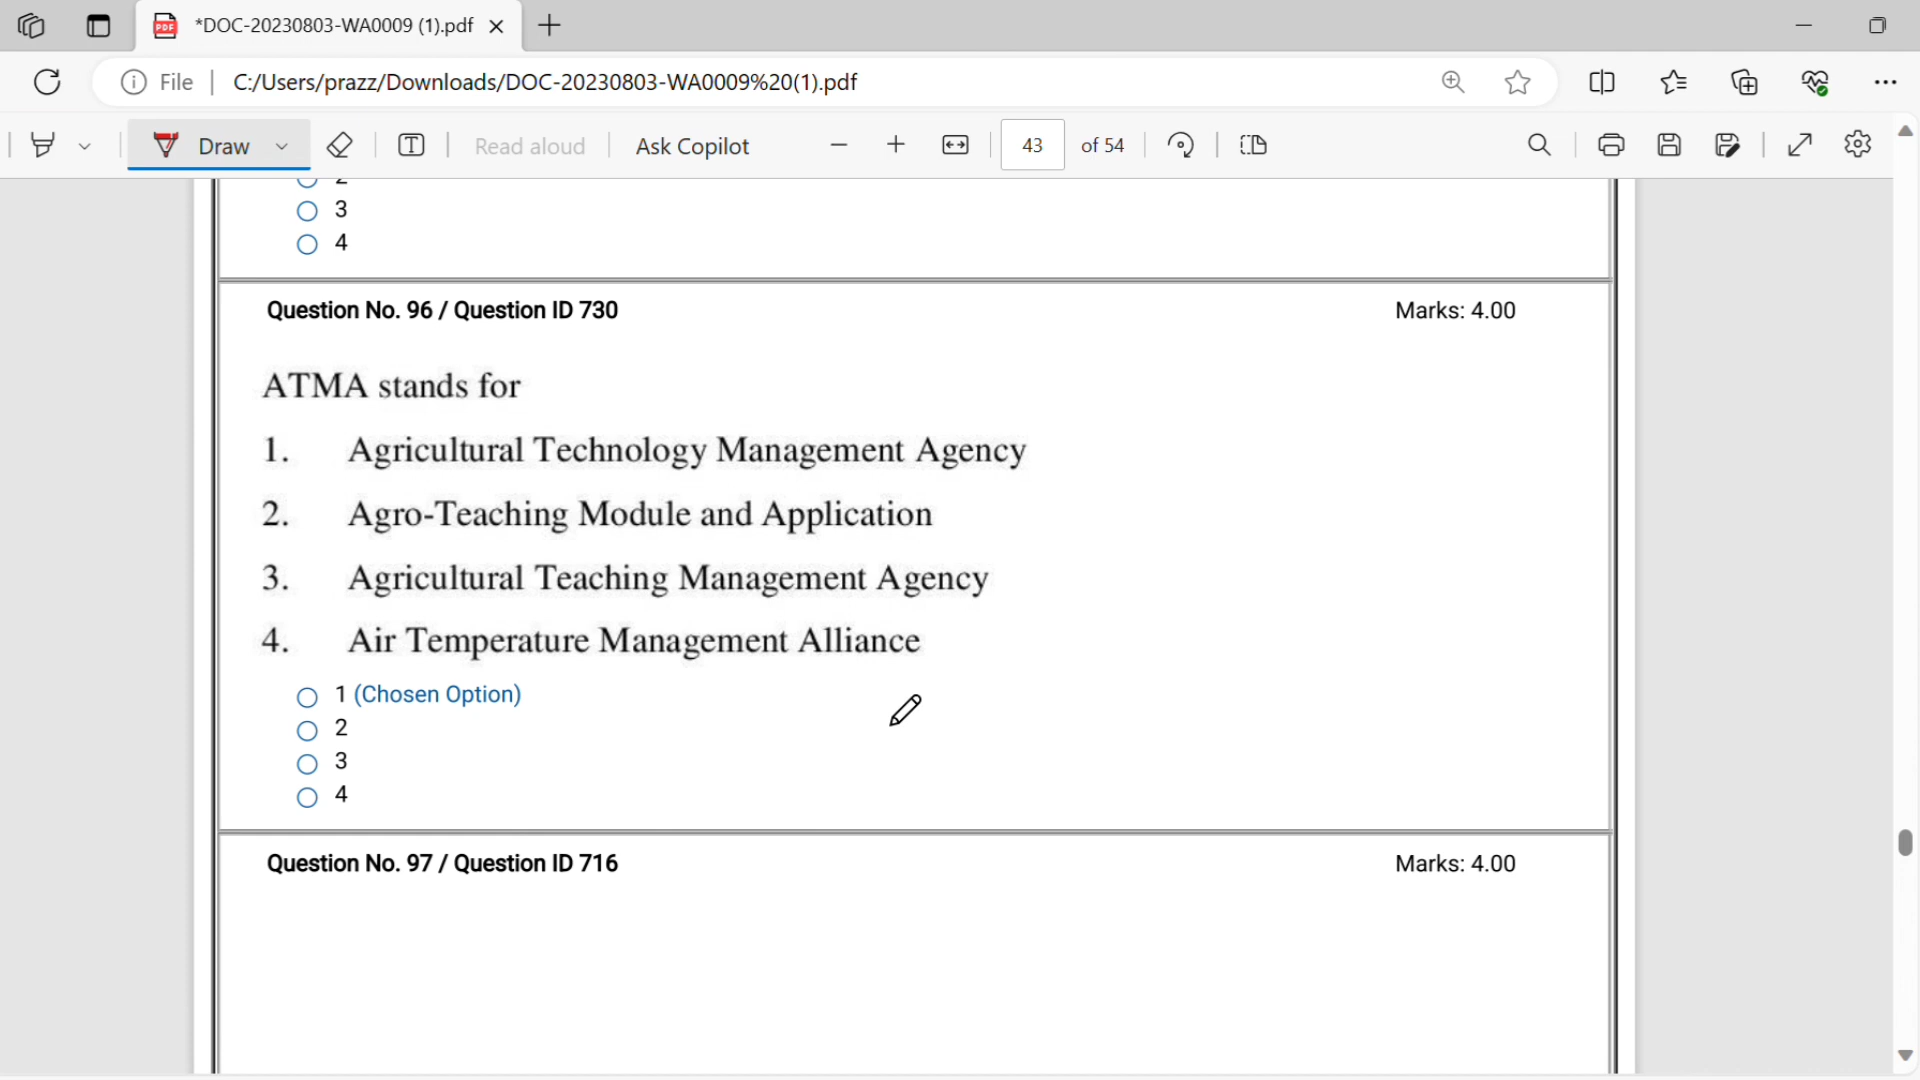 *DOC-20230803-WA0009 (1).pdf
File C:/Users/prazz/Downloads/DOC-20230803-WA0009%20(1).pdf
Draw Read aloud Ask Copilot 43 of 54
2
3
4
Question No. 96 / Question ID 730 Marks: 4.00
ATMA stands for
1. Agricultural Technology Management Agency
2. Agro-Teaching Module and Application
3. Agricultural Teaching Management Agency
4. Air Temperature Management Alliance
1 (Chosen Option)
2
3
4
Question No. 97 / Question ID 716 Marks: 4.00